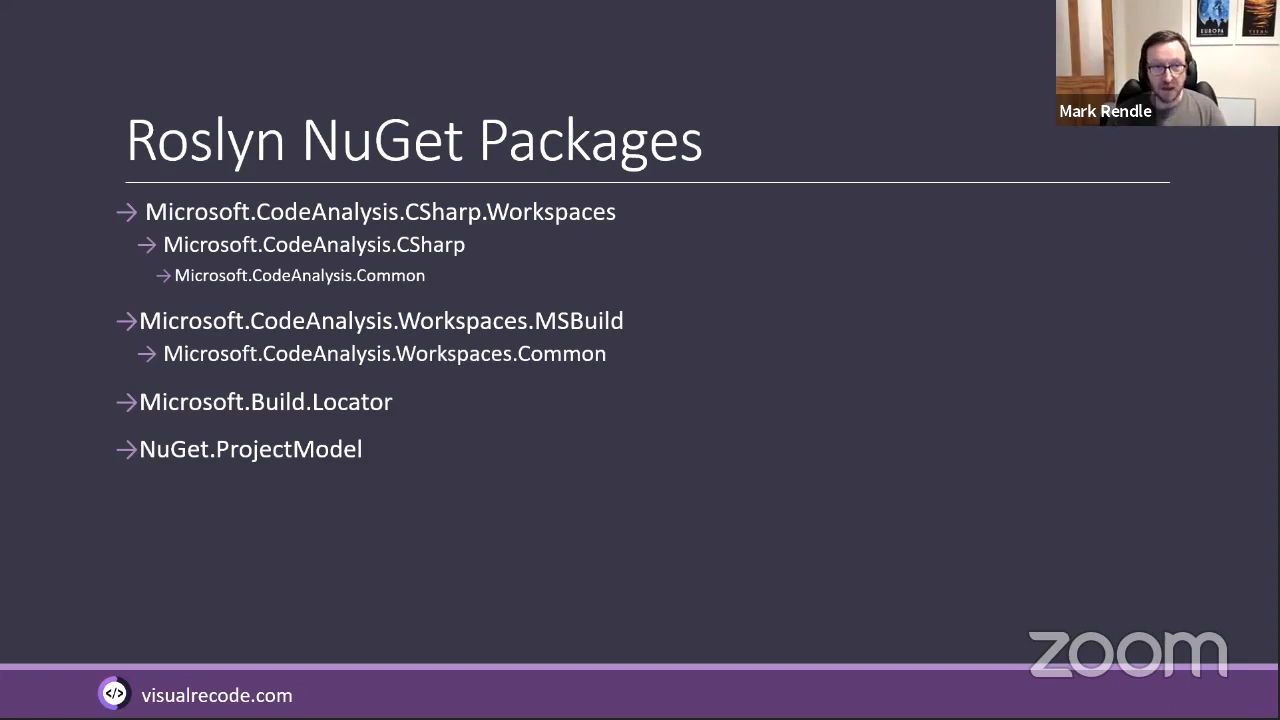 EUROPA
TITAN
Mark Rendle
Roslyn NuGet Packages
Microsoft.CodeAnalysis.CSharp.Workspaces
Microsoft.CodeAnalysis.CSharp
Microsoft.CodeAnalysis.Common
Microsoft.CodeAnalysis.Workspaces.MSBuild
Microsoft.CodeAnalysis.Workspaces.Common
Microsoft.Build.Locator
NuGet.ProjectModel
zoom
</> visualrecode.com